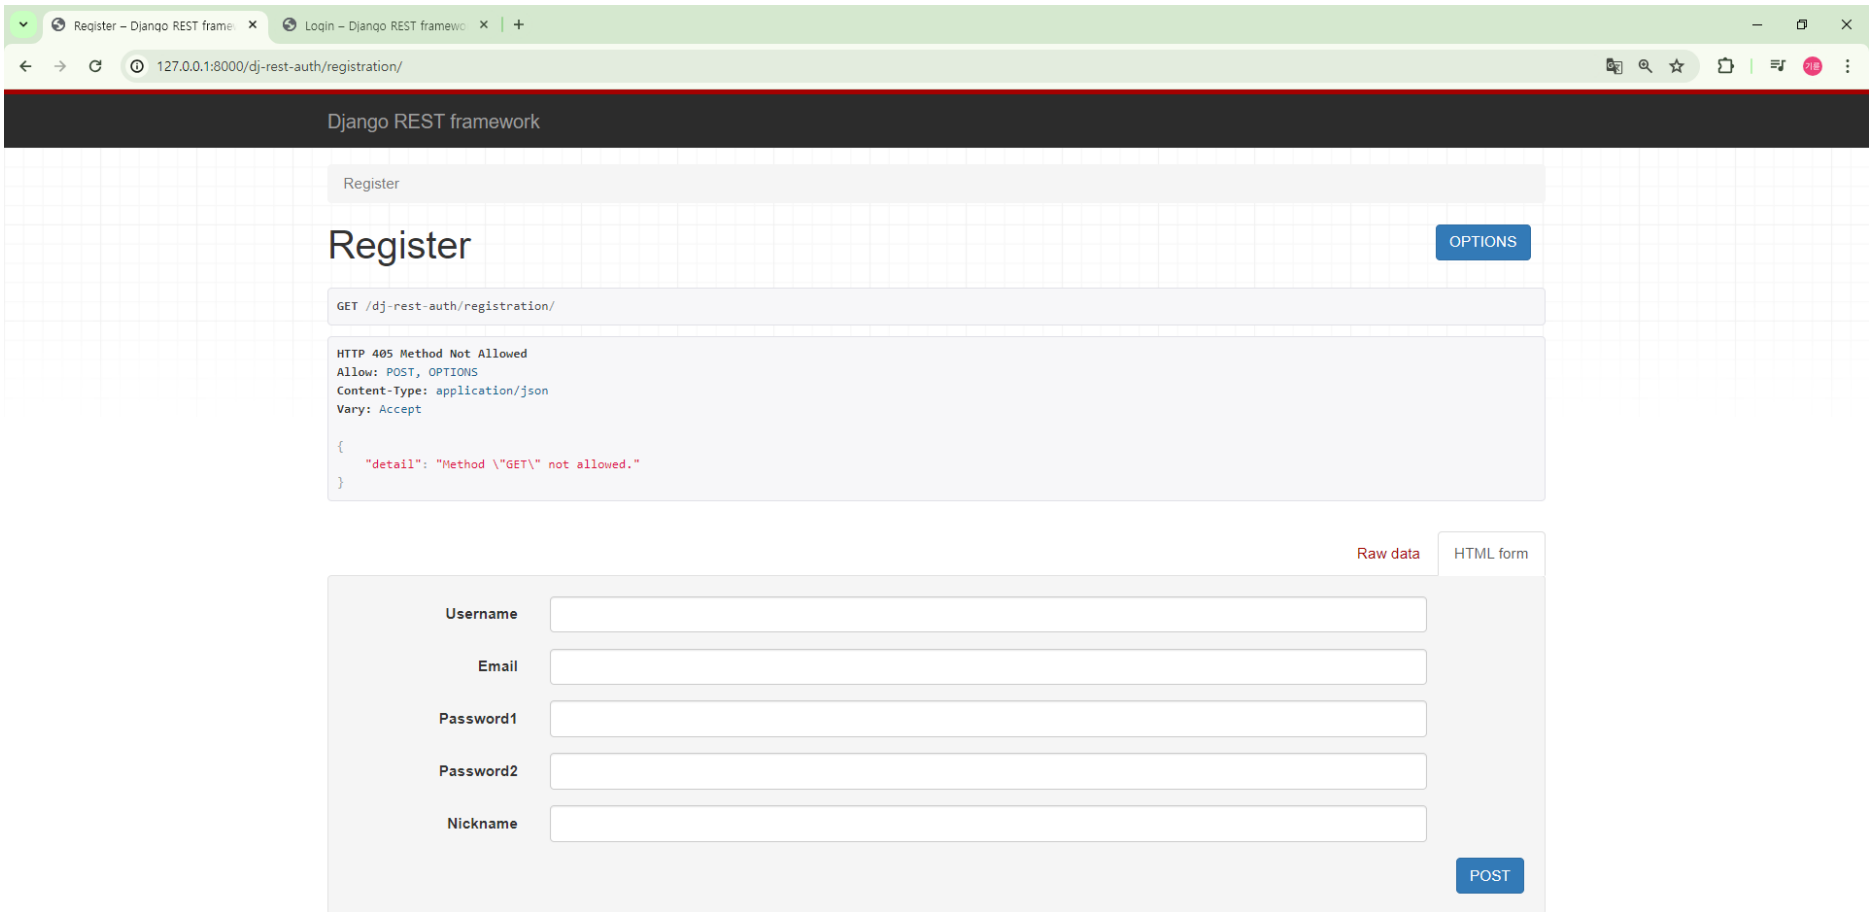 Register – Django REST frame
Login – Django REST framewo
127.0.0.1:8000/dj-rest-auth/registration/
기륜
Django REST framework
Register
Register
OPTIONS
GET /dj-rest-auth/registration/
HTTP 405 Method Not Allowed
Allow: POST, OPTIONS
Content-Type: application/json
Vary: Accept
{
"detail": "Method \"GET\" not allowed."
}
Raw data
HTML form
Username
Email
Password1
Password2
Nickname
POST